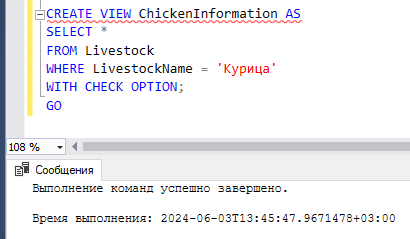 CREATE VIEW ChickenInformation AS
SELECT *
FROM Livestock
WHERE LivestockName = 'Курица'
WITH CHECK OPTION;
GO
108 %
Сообщения
Выполнение команд успешно завершено.
Время выполнения: 2024-06-03T13:45:47.9671478+03:00